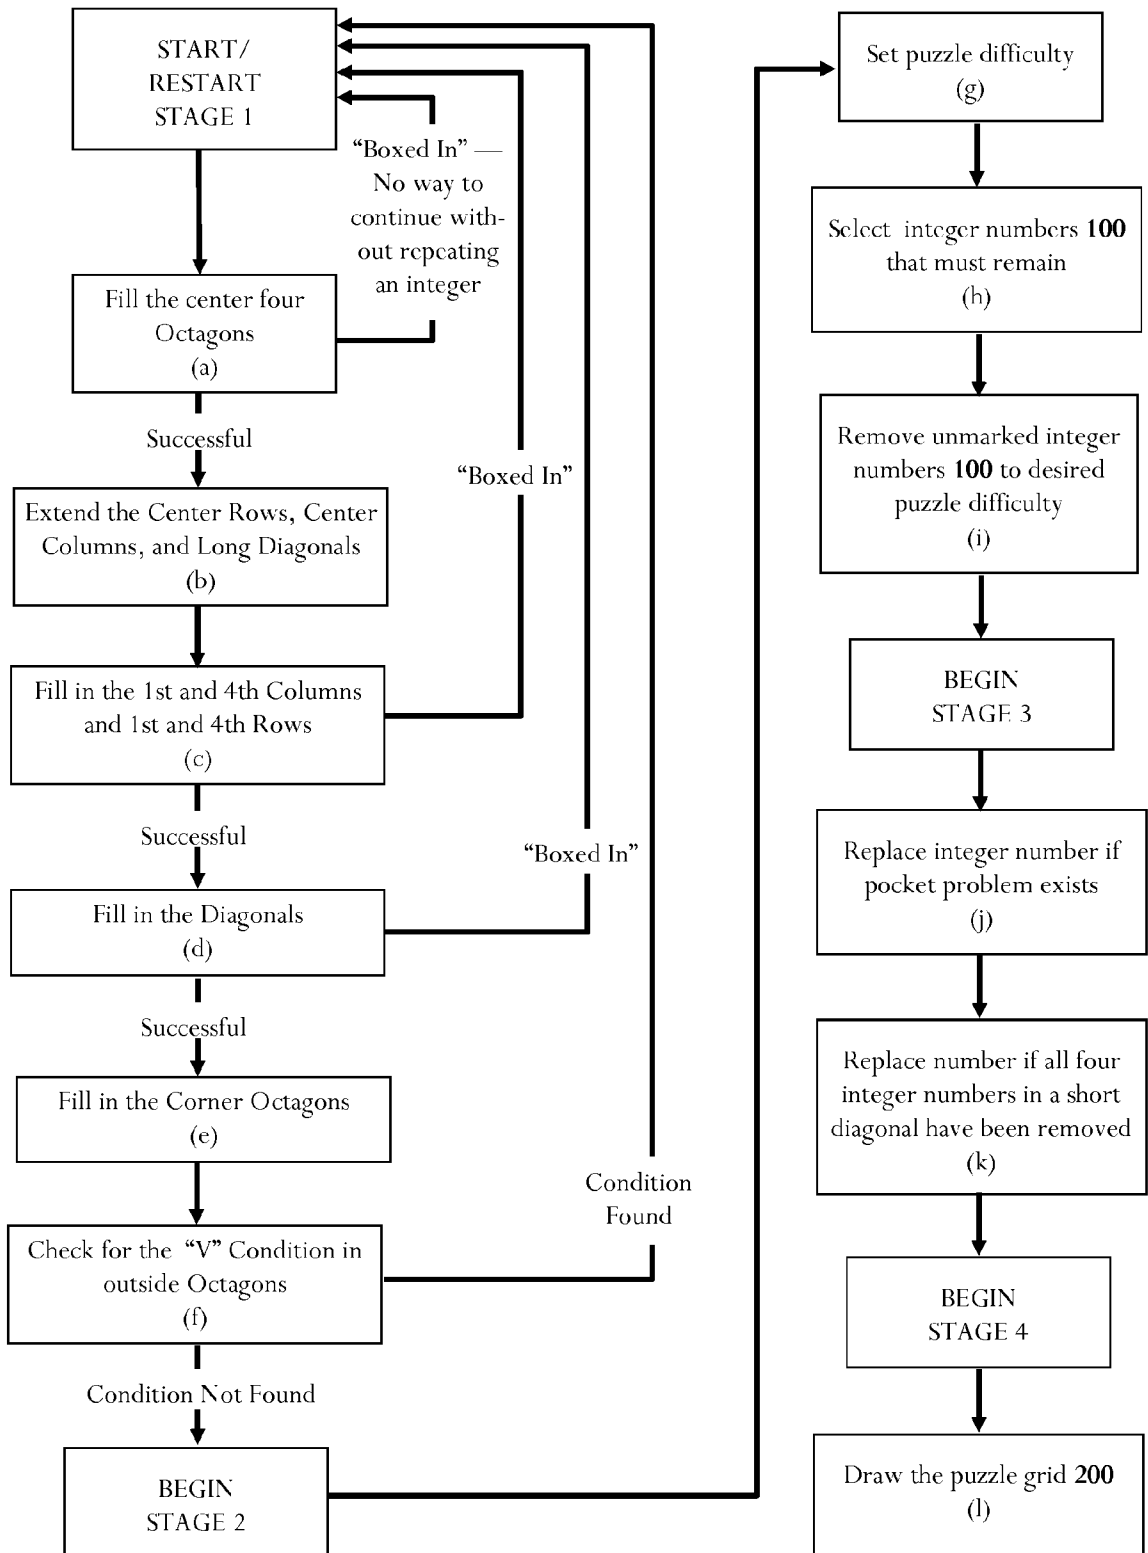 START/
RESTART
STAGE 1
“Boxed In” —
No way to
continue with-
out repeating
an integer
Fill the center four
Octagons
(a)
Successful
“Boxed In”
Extend the Center Rows, Center
Columns, and Long Diagonals
(b)
Fill in the 1st and 4th Columns
and 1st and 4th Rows
(c)
Successful
“Boxed In”
Fill in the Diagonals
(d)
Successful
Fill in the Corner Octagons
(e)
Condition
Found
Check for the “V” Condition in
outside Octagons
(f)
Condition Not Found
BEGIN
STAGE 2
Set puzzle difficulty
(g)
Select integer numbers 100
that must remain
(h)
Remove unmarked integer
numbers 100 to desired
puzzle difficulty
(i)
BEGIN
STAGE 3
Replace integer number if
pocket problem exists
(j)
Replace number if all four
integer numbers in a short
diagonal have been removed
(k)
BEGIN
STAGE 4
Draw the puzzle grid 200
(l)